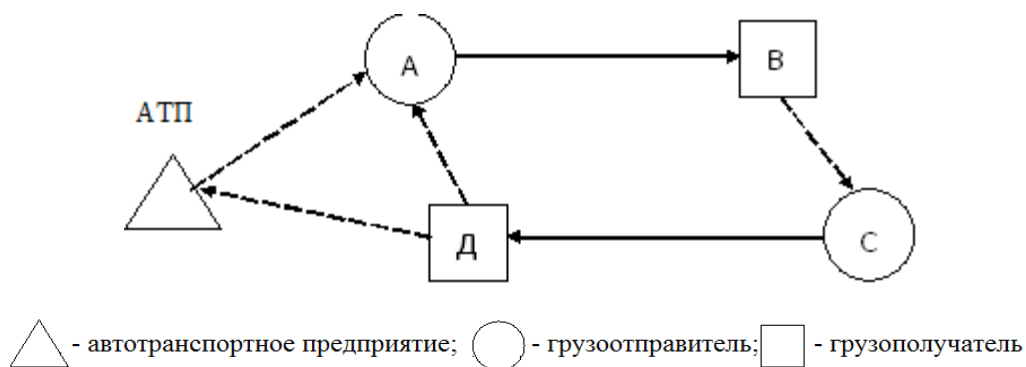 А
В
АТП
Д
С
- автотранспортное предприятие; - грузоотправитель; - грузополучатель